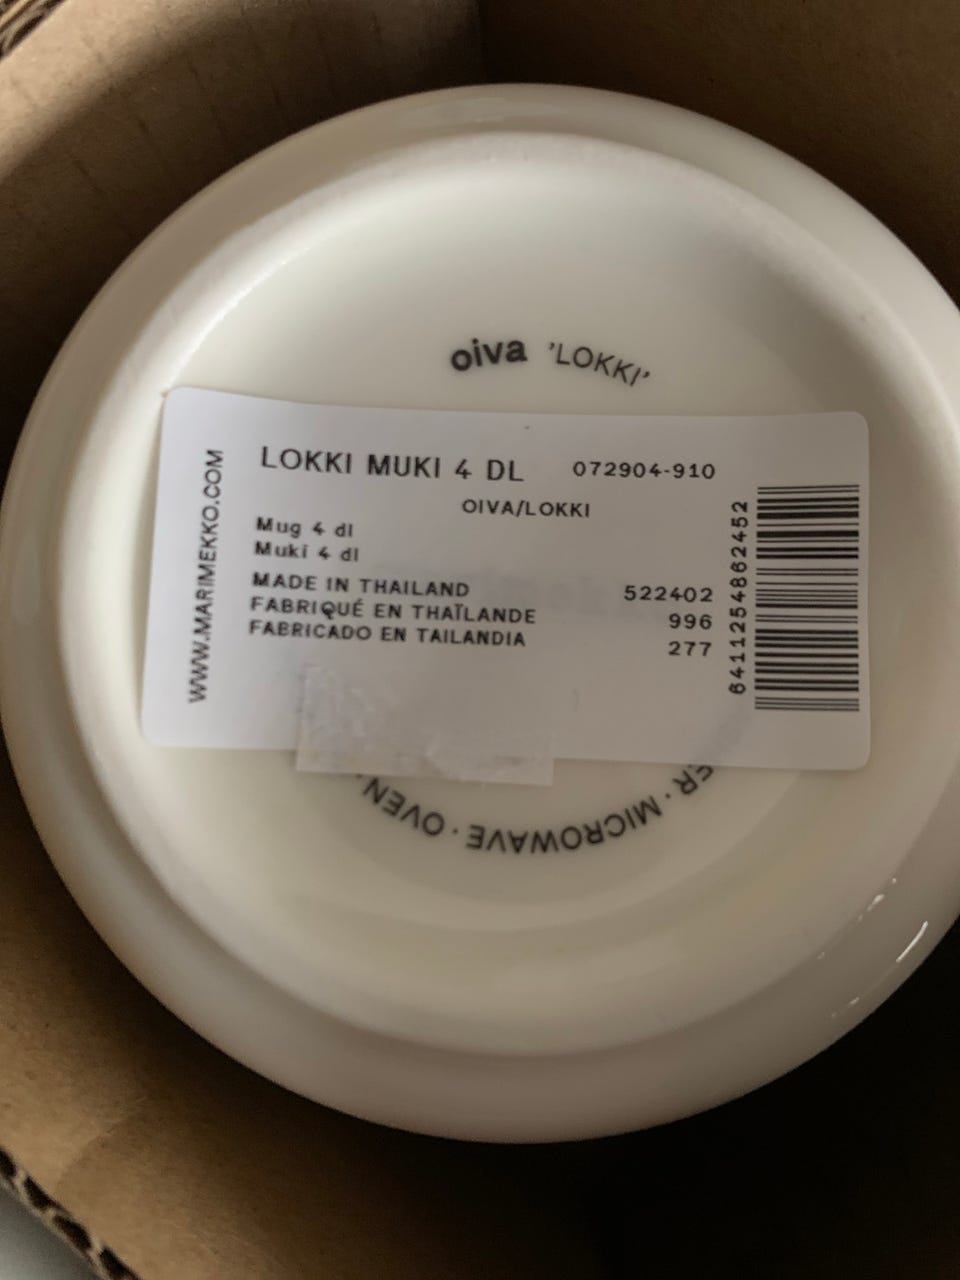 oiva 'LOKKI'
LOKKI MUKI 4 DL 072904-910
OIVA/LOKKI
Mug 4 dl
Muki 4 dl
MADE IN THAILAND 522402
FABRIQUÉ EN THAÏLANDE 996
FABRICADO EN TAILANDIA 277
WWW.MARIMEKKO.COM
6411254862452
ER · MICROWAVE · OVEN